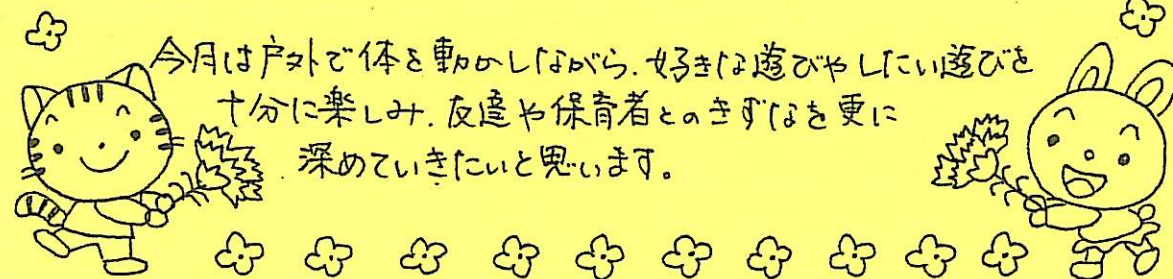 今月は戸外で体を動かしながら、好きな遊びやしたい遊びを
十分に楽しみ、友達や保育者とのきずなを更に
深めていきたいと思います。